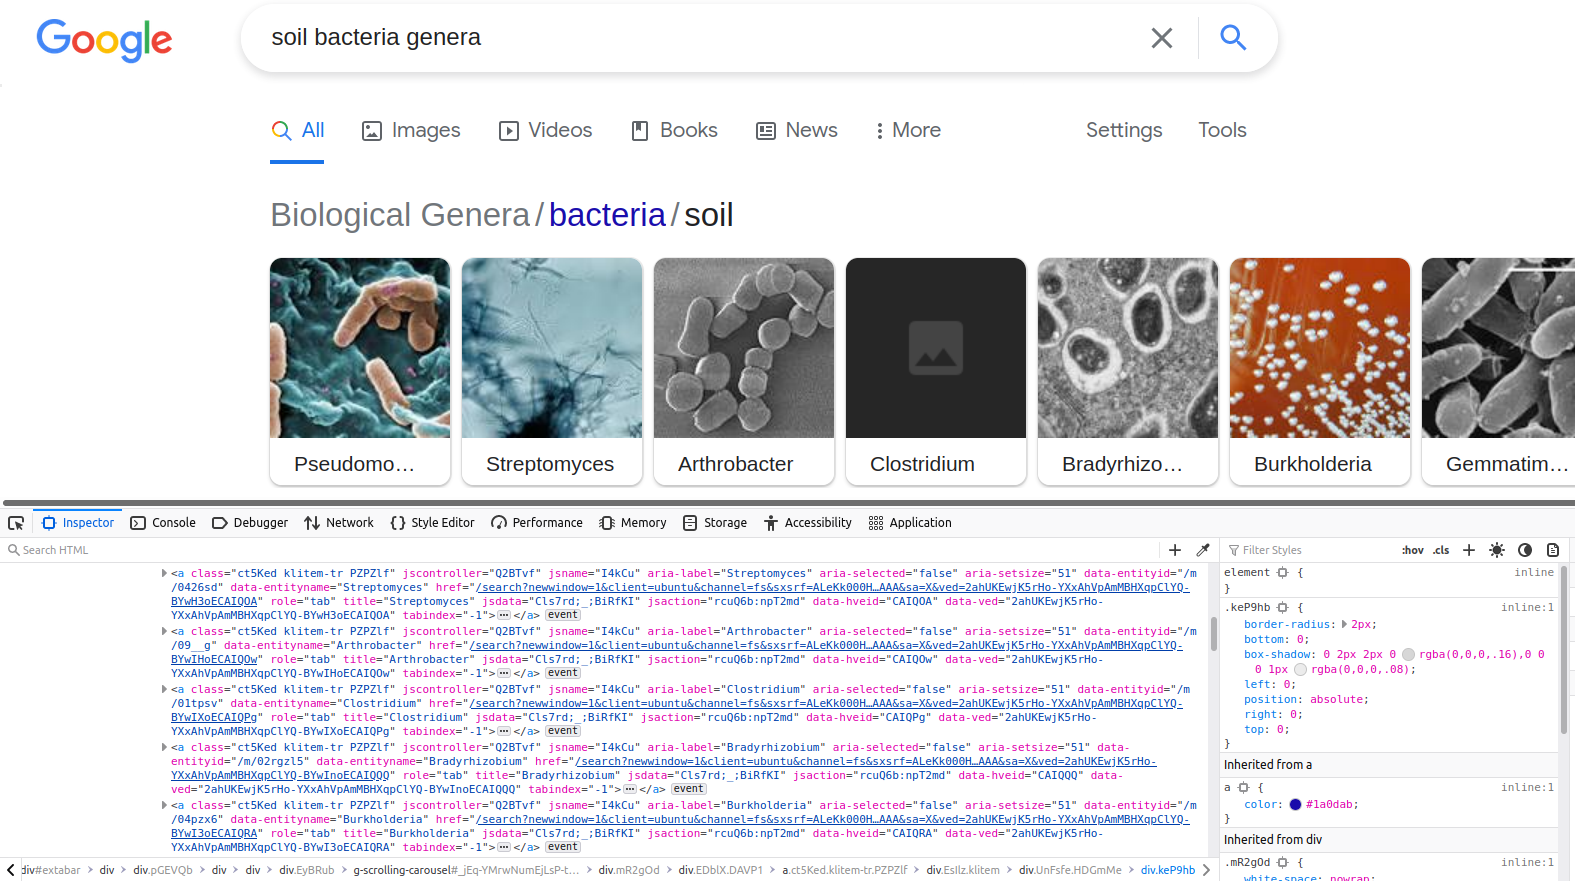 Google
soil bacteria genera
All Images Videos Books News More Settings Tools
Biological Genera/bacteria/soil
Pseudomo… Streptomyces Arthrobacter Clostridium Bradyrhizo… Burkholderia Gemmatim…
Inspector Console Debugger Network Style Editor Performance Memory Storage Accessibility Application
Search HTML
<a class="ct5Ked klitem-tr PZPZlf" jscontroller="Q2BTvf" jsname="I4kCu" aria-label="Streptomyces" aria-selected="false" aria-setsize="51" data-entityid="/m
/0426sd" data-entityname="Streptomyces" href="/search?newwindow=1&client=ubuntu&channel=fs&sxsrf=ALeKk000H…AAA&sa=X&ved=2ahUKEwjK5rHo-YXxAhVpAmMBHXqpClYQ-
BYwH3oECAIQOA" role="tab" title="Streptomyces" jsdata="Cls7rd;_;BiRfKI" jsaction="rcuQ6b:npT2md" data-hveid="CAIQOA" data-ved="2ahUKEwjK5rHo-
YXxAhVpAmMBHXqpClYQ-BYwH3oECAIQOA" tabindex="-1">…</a> event
<a class="ct5Ked klitem-tr PZPZlf" jscontroller="Q2BTvf" jsname="I4kCu" aria-label="Arthrobacter" aria-selected="false" aria-setsize="51" data-entityid="/m
/09__g" data-entityname="Arthrobacter" href="/search?newwindow=1&client=ubuntu&channel=fs&sxsrf=ALeKk000H…AAA&sa=X&ved=2ahUKEwjK5rHo-YXxAhVpAmMBHXqpClYQ-
BYwIHoECAIQOw" role="tab" title="Arthrobacter" jsdata="Cls7rd;_;BiRfKI" jsaction="rcuQ6b:npT2md" data-hveid="CAIQOw" data-ved="2ahUKEwjK5rHo-
YXxAhVpAmMBHXqpClYQ-BYwIHoECAIQOw" tabindex="-1">…</a> event
<a class="ct5Ked klitem-tr PZPZlf" jscontroller="Q2BTvf" jsname="I4kCu" aria-label="Clostridium" aria-selected="false" aria-setsize="51" data-entityid="/m
/01tpsv" data-entityname="Clostridium" href="/search?newwindow=1&client=ubuntu&channel=fs&sxsrf=ALeKk000H…AAA&sa=X&ved=2ahUKEwjK5rHo-YXxAhVpAmMBHXqpClYQ-
BYwIXoECAIQPg" role="tab" title="Clostridium" jsdata="Cls7rd;_;BiRfKI" jsaction="rcuQ6b:npT2md" data-hveid="CAIQPg" data-ved="2ahUKEwjK5rHo-
YXxAhVpAmMBHXqpClYQ-BYwIXoECAIQPg" tabindex="-1">…</a> event
<a class="ct5Ked klitem-tr PZPZlf" jscontroller="Q2BTvf" jsname="I4kCu" aria-label="Bradyrhizobium" aria-selected="false" aria-setsize="51" data-
entityid="/m/02rgzl5" data-entityname="Bradyrhizobium" href="/search?newwindow=1&client=ubuntu&channel=fs&sxsrf=ALeKk000H…AAA&sa=X&ved=2ahUKEwjK5rHo-
YXxAhVpAmMBHXqpClYQ-BYwInoECAIQQQ" role="tab" title="Bradyrhizobium" jsdata="Cls7rd;_;BiRfKI" jsaction="rcuQ6b:npT2md" data-hveid="CAIQQQ" data-
ved="2ahUKEwjK5rHo-YXxAhVpAmMBHXqpClYQ-BYwInoECAIQQQ" tabindex="-1">…</a> event
<a class="ct5Ked klitem-tr PZPZlf" jscontroller="Q2BTvf" jsname="I4kCu" aria-label="Burkholderia" aria-selected="false" aria-setsize="51" data-entityid="/m
/04pzx6" data-entityname="Burkholderia" href="/search?newwindow=1&client=ubuntu&channel=fs&sxsrf=ALeKk000H…AAA&sa=X&ved=2ahUKEwjK5rHo-YXxAhVpAmMBHXqpClYQ-
BYwI3oECAIQRA" role="tab" title="Burkholderia" jsdata="Cls7rd;_;BiRfKI" jsaction="rcuQ6b:npT2md" data-hveid="CAIQRA" data-ved="2ahUKEwjK5rHo-
YXxAhVpAmMBHXqpClYQ-BYwI3oECAIQRA" tabindex="-1">…</a> event
div#extabar div div.pGEVQb div div div.EyBRub g-scrolling-carousel#_jEq-YMrwNumEjLsP-t… div.mR2gOd div.EDblX.DAVP1 a.ct5Ked.klitem-tr.PZPZlf div.EsIlz.klitem div.UnFsfe.HDGmMe div.keP9hb
Filter Styles :hov .cls
element { inline
}
.keP9hb { inline:1
border-radius: 2px;
bottom: 0;
box-shadow: 0 2px 2px 0 rgba(0,0,0,.16),0 0
0 1px rgba(0,0,0,.08);
left: 0;
position: absolute;
right: 0;
top: 0;
}
Inherited from a
a { inline:1
color: #1a0dab;
}
Inherited from div
.mR2gOd { inline:1
white-space: nowrap;